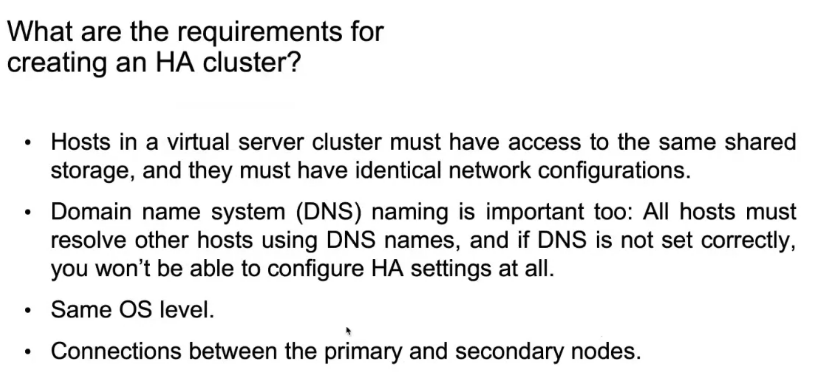 What are the requirements for
creating an HA cluster?
• Hosts in a virtual server cluster must have access to the same shared
storage, and they must have identical network configurations.
• Domain name system (DNS) naming is important too: All hosts must
resolve other hosts using DNS names, and if DNS is not set correctly,
you won’t be able to configure HA settings at all.
• Same OS level.
• Connections between the primary and secondary nodes.